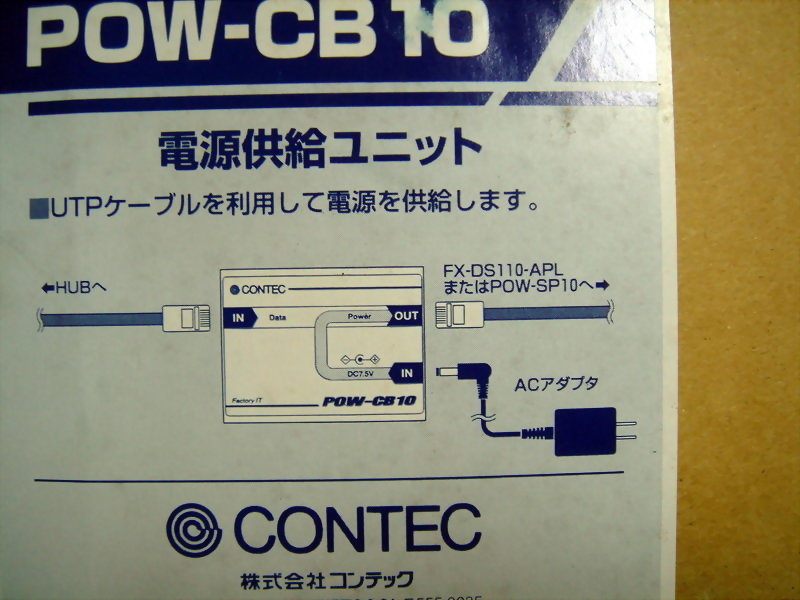 POW-CB10
電源供給ユニット
■UTPケーブルを利用して電源を供給します。
←HUBへ
FX-DS110-APL
またはPOW-SP10へ→
CONTEC
IN Data Power OUT
DC7.5V IN
ACアダプタ
Factory IT POW-CB10
CONTEC
株式会社コンテック